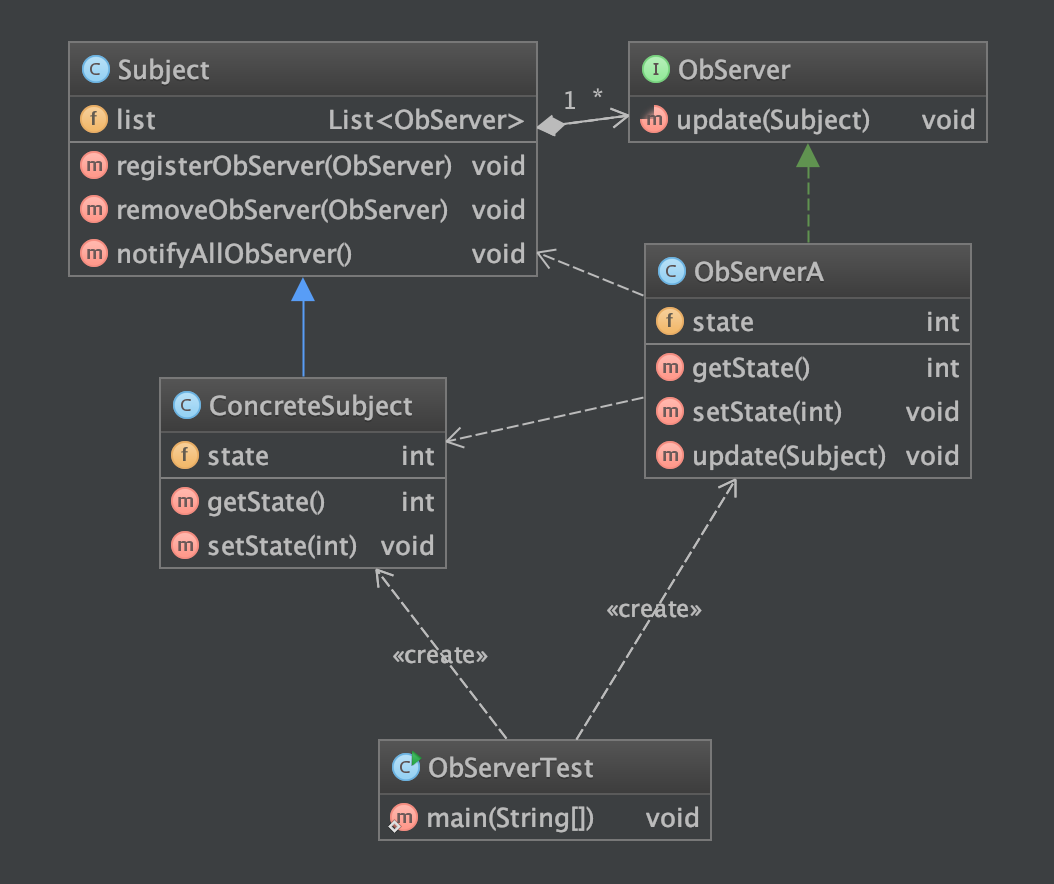 Subject
list List<ObServer>
registerObServer(ObServer) void
removeObServer(ObServer) void
notifyAllObServer() void
1 *
ObServer
update(Subject) void
ObServerA
state int
getState() int
setState(int) void
update(Subject) void
ConcreteSubject
state int
getState() int
setState(int) void
«create»
«create»
ObServerTest
main(String[]) void